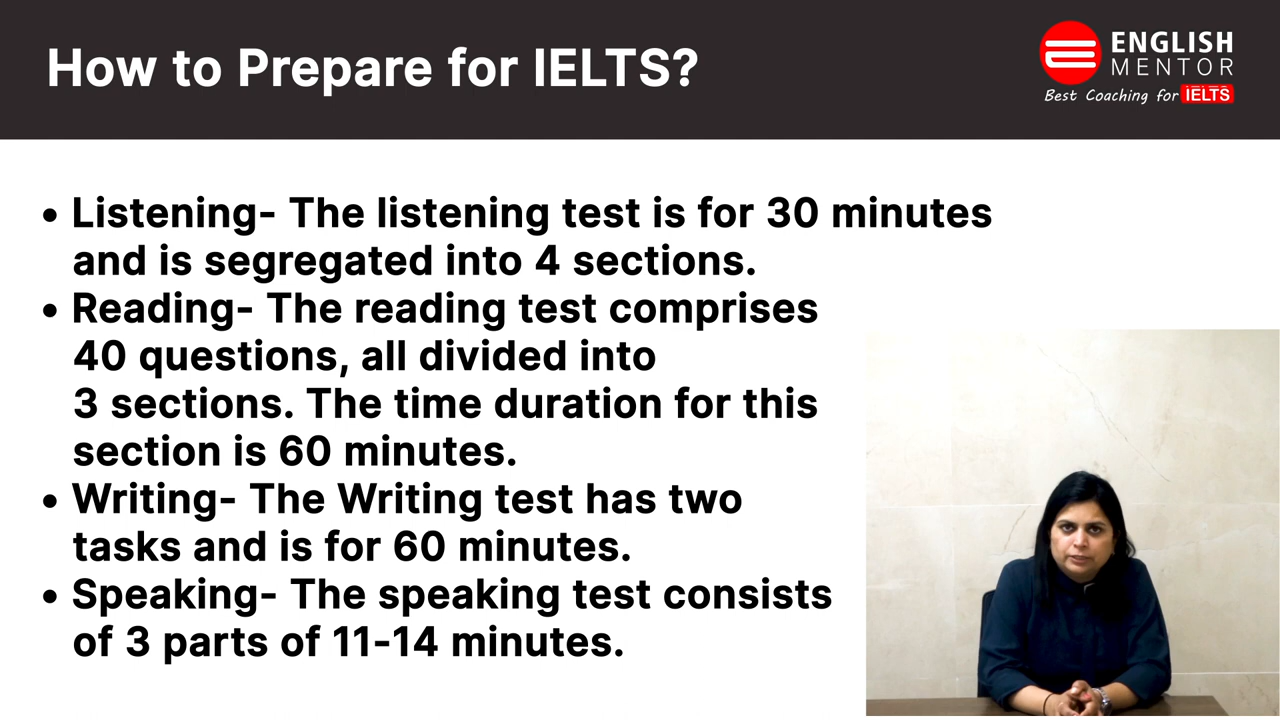 How to Prepare for IELTS?
ENGLISH
MENTOR
Best Coaching for IELTS
• Listening- The listening test is for 30 minutes
and is segregated into 4 sections.
• Reading- The reading test comprises
40 questions, all divided into
3 sections. The time duration for this
section is 60 minutes.
• Writing- The Writing test has two
tasks and is for 60 minutes.
• Speaking- The speaking test consists
of 3 parts of 11-14 minutes.